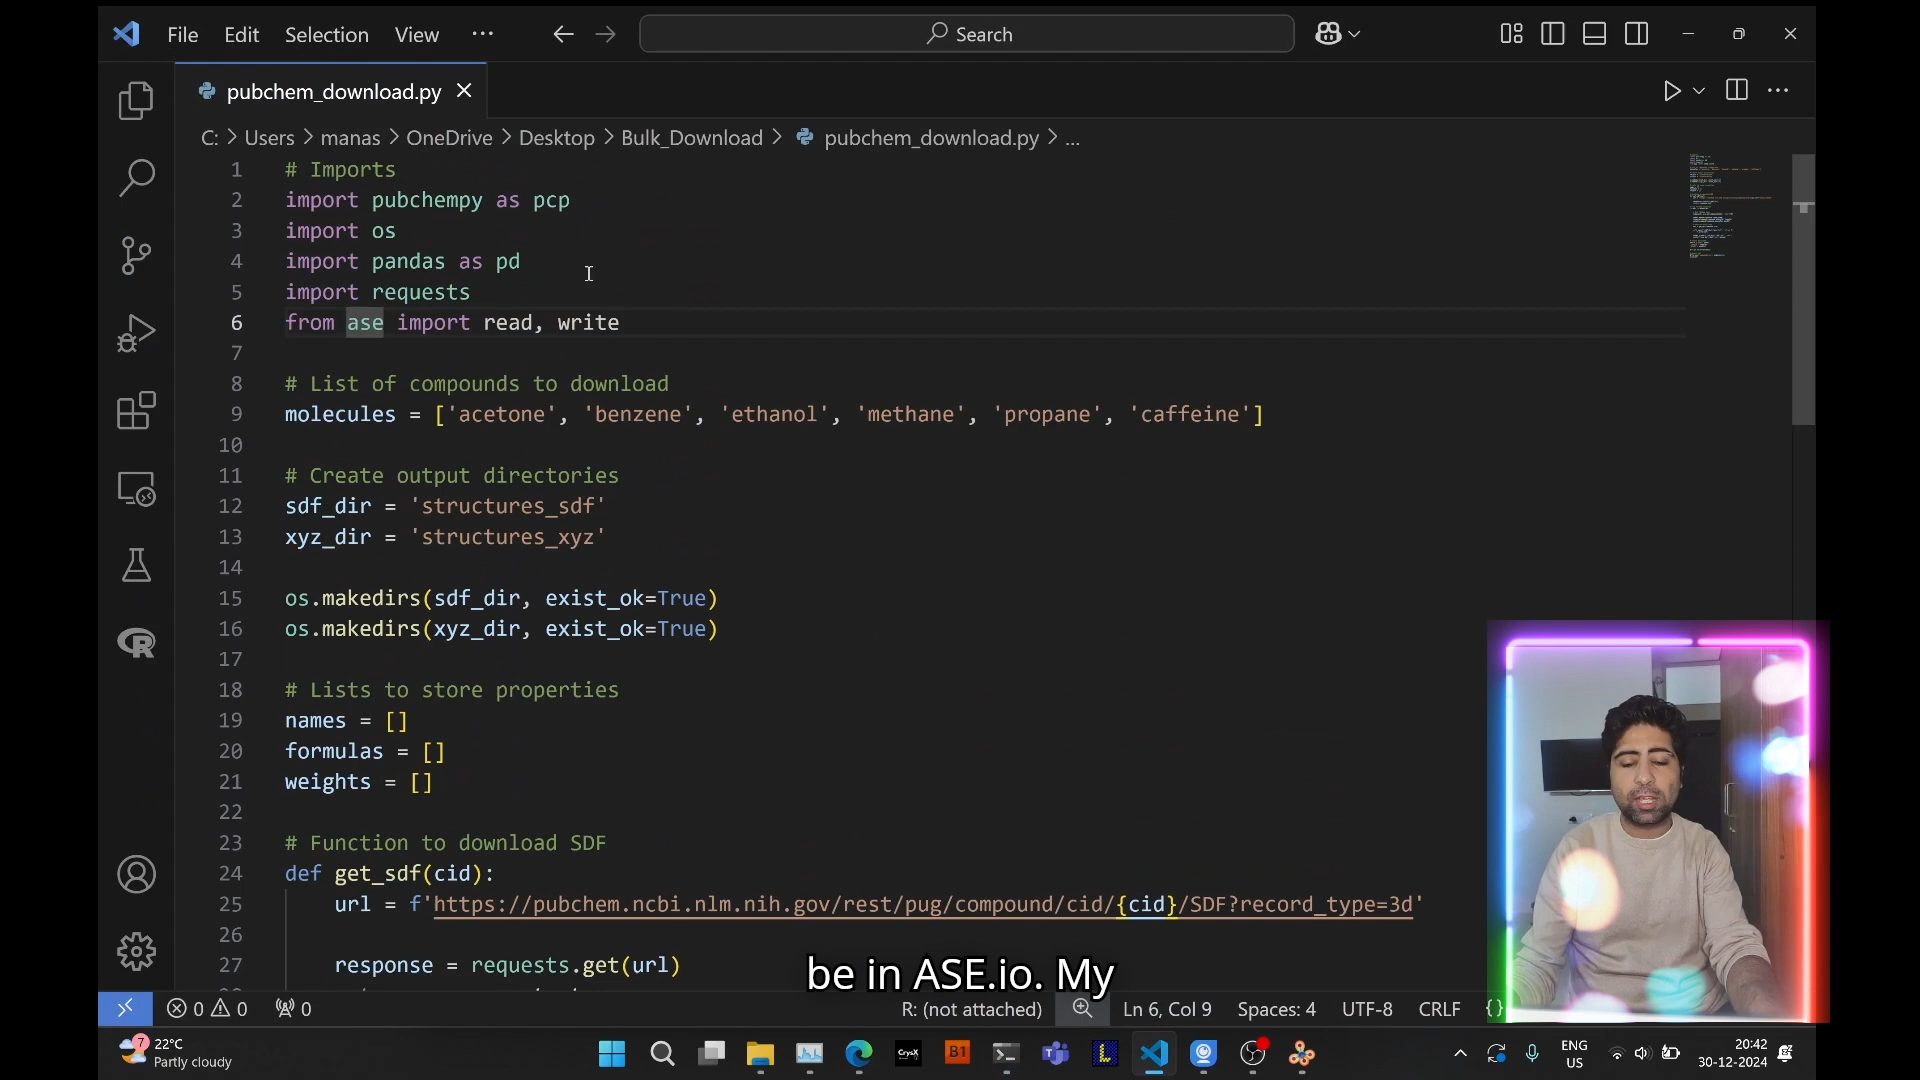 File Edit Selection View ··· Search
pubchem_download.py
C: > Users > manas > OneDrive > Desktop > Bulk_Download > pubchem_download.py > ...
1 # Imports
2 import pubchempy as pcp
3 import os
4 import pandas as pd
5 import requests
6 from ase import read, write
7
8 # List of compounds to download
9 molecules = ['acetone', 'benzene', 'ethanol', 'methane', 'propane', 'caffeine']
10
11 # Create output directories
12 sdf_dir = 'structures_sdf'
13 xyz_dir = 'structures_xyz'
14
15 os.makedirs(sdf_dir, exist_ok=True)
16 os.makedirs(xyz_dir, exist_ok=True)
17
18 # Lists to store properties
19 names = []
20 formulas = []
21 weights = []
22
23 # Function to download SDF
24 def get_sdf(cid):
25 url = f'https://pubchem.ncbi.nlm.nih.gov/rest/pug/compound/cid/{cid}/SDF?record_type=3d'
26
27 response = requests.get(url)
be in ASE.io. My
0 0 0 R: (not attached) Ln 6, Col 9 Spaces: 4 UTF-8 CRLF {}
7 22°C
Partly cloudy
CrysX B1 L
ENG
US
20:42
30-12-2024